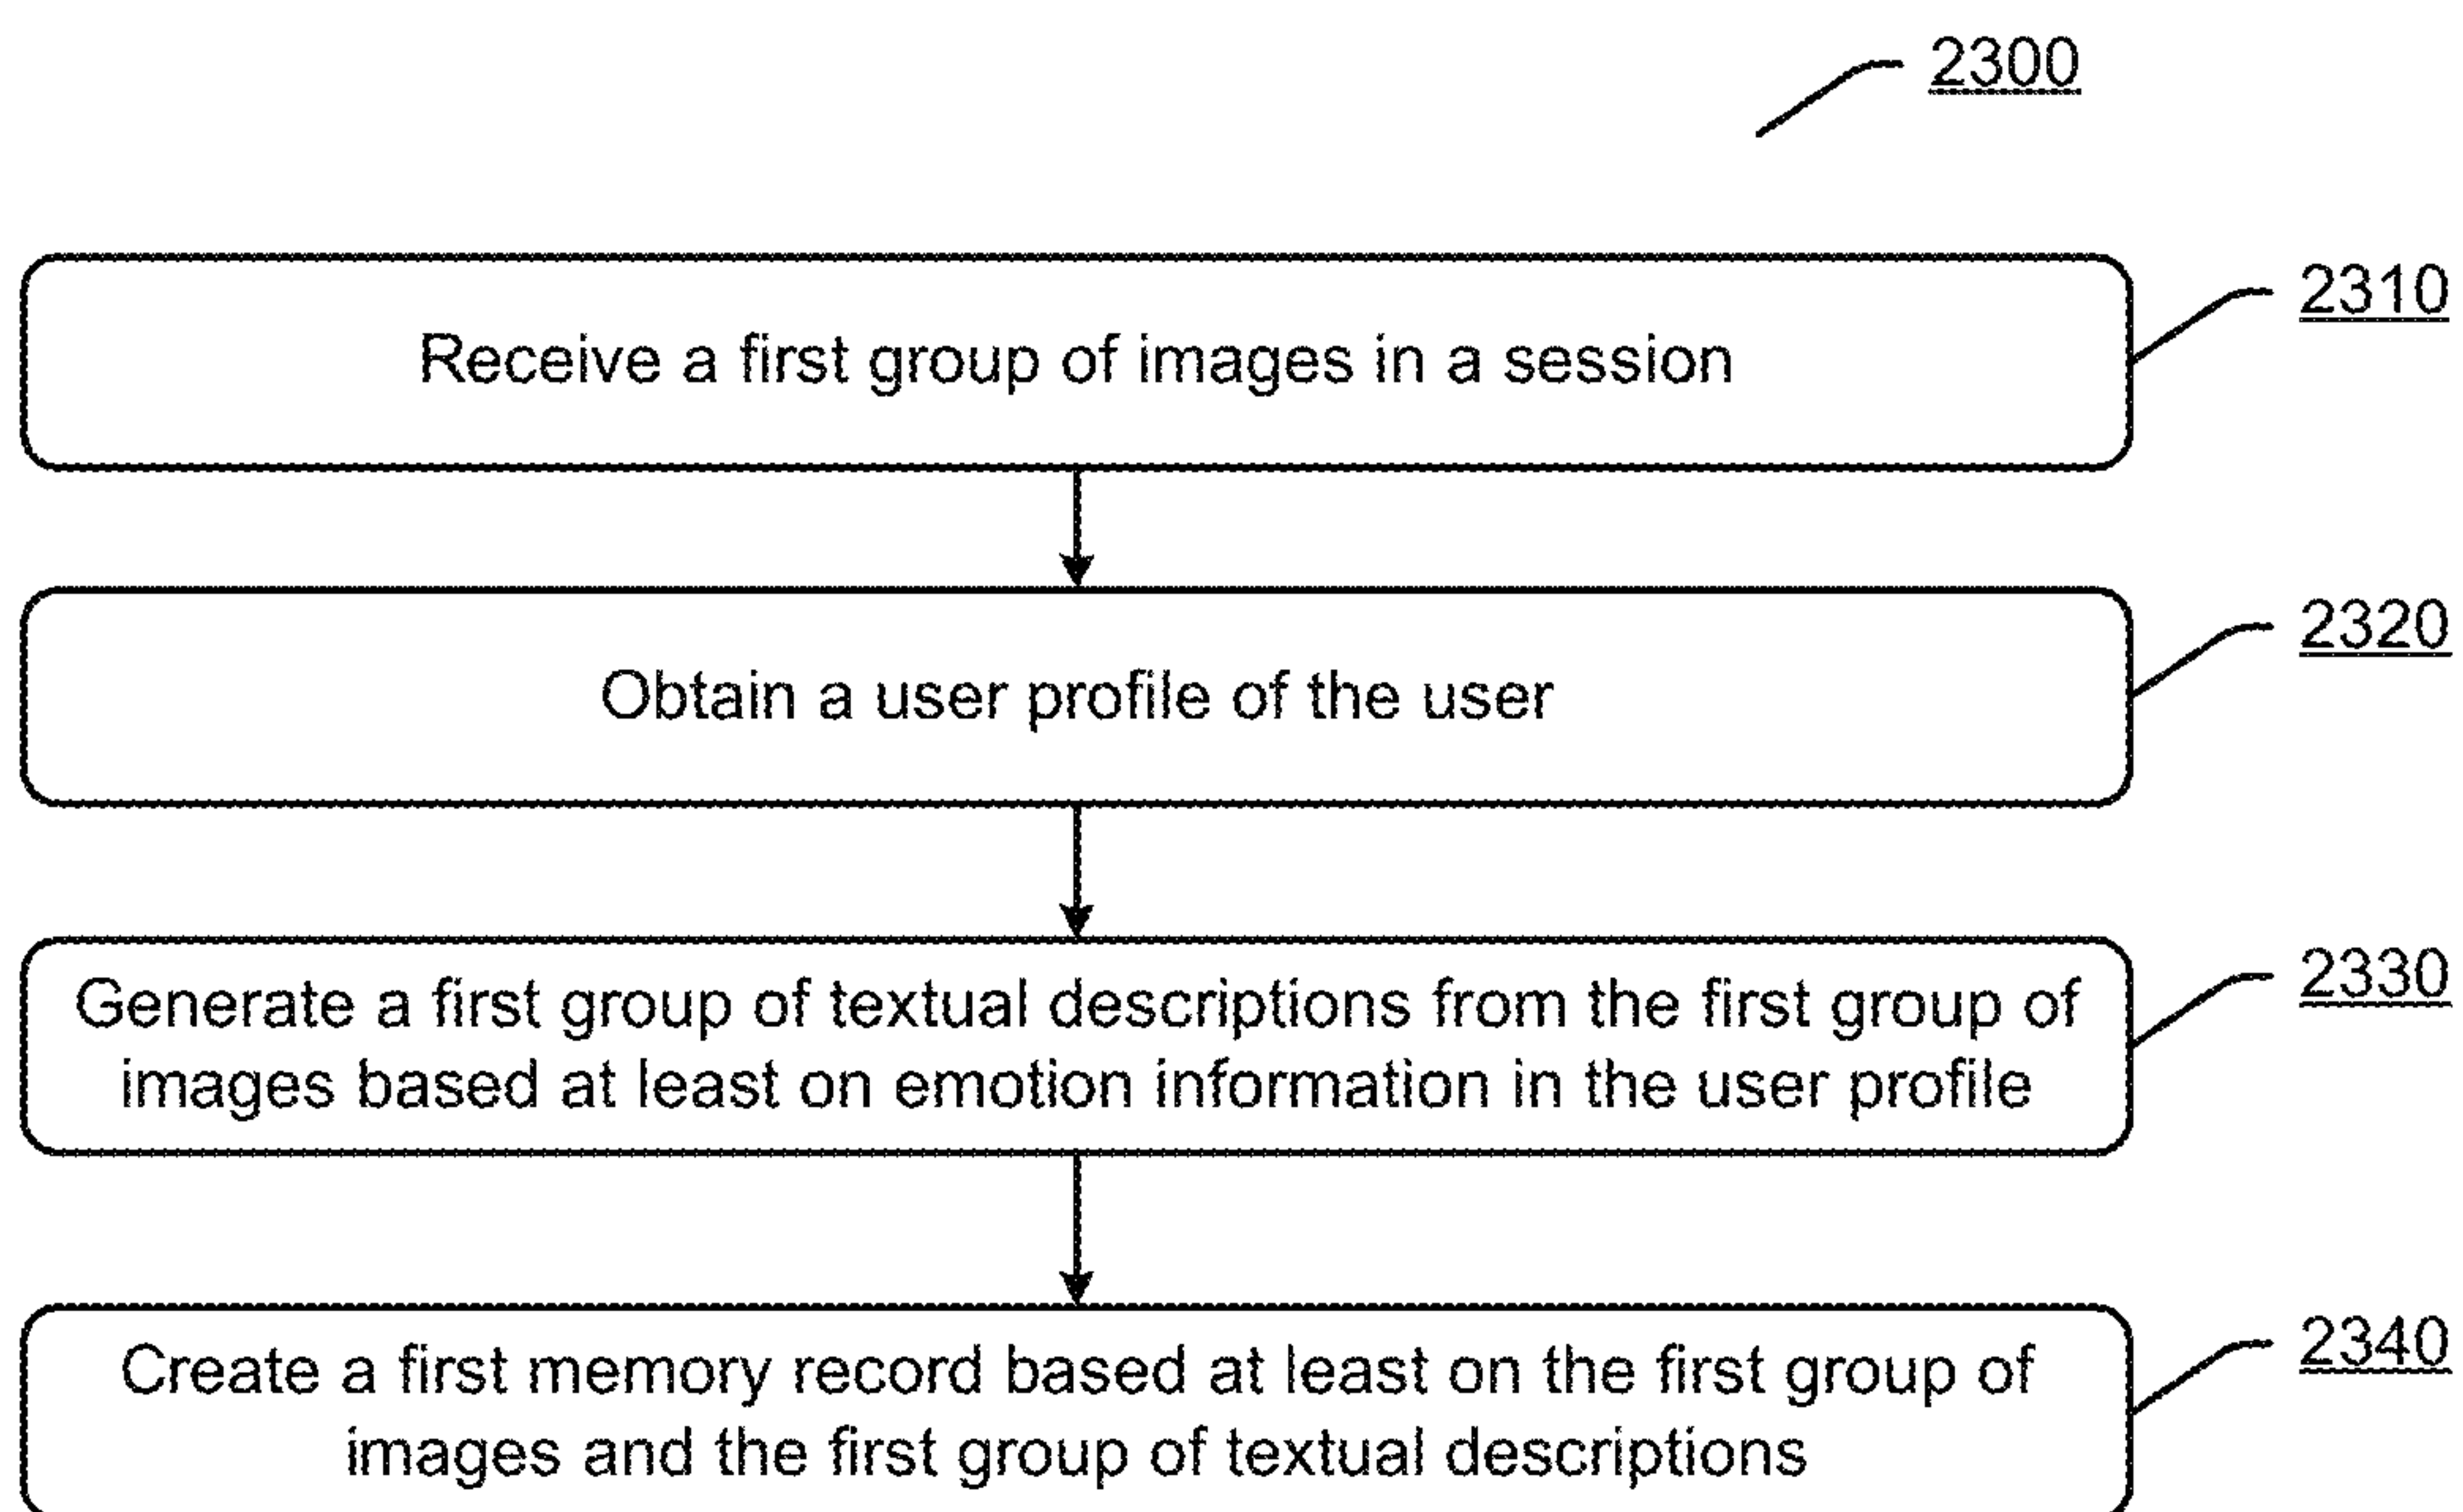 2300
2310
Receive a first group of images in a session
2320
Obtain a user profile of the user
2330
Generate a first group of textual descriptions from the first group of
images based at least on emotion information in the user profile
2340
Create a first memory record based at least on the first group of
images and the first group of textual descriptions